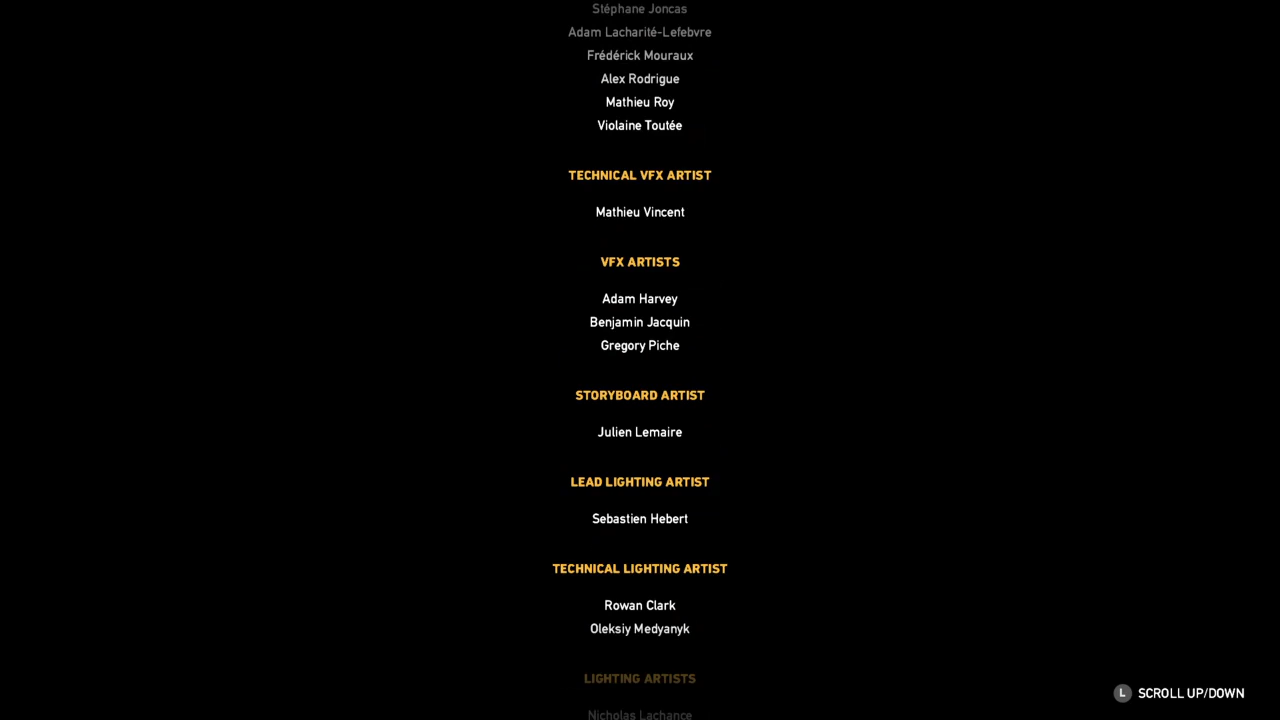 Stéphane Joncas
Adam Lacharité-Lefebvre
Frédérick Mouraux
Alex Rodrigue
Mathieu Roy
Violaine Toutée
TECHNICAL VFX ARTIST
Mathieu Vincent
VFX ARTISTS
Adam Harvey
Benjamin Jacquin
Gregory Piche
STORYBOARD ARTIST
Julien Lemaire
LEAD LIGHTING ARTIST
Sebastien Hebert
TECHNICAL LIGHTING ARTIST
Rowan Clark
Oleksiy Medyanyk
LIGHTING ARTISTS
Nicholas Lachance
L SCROLL UP/DOWN